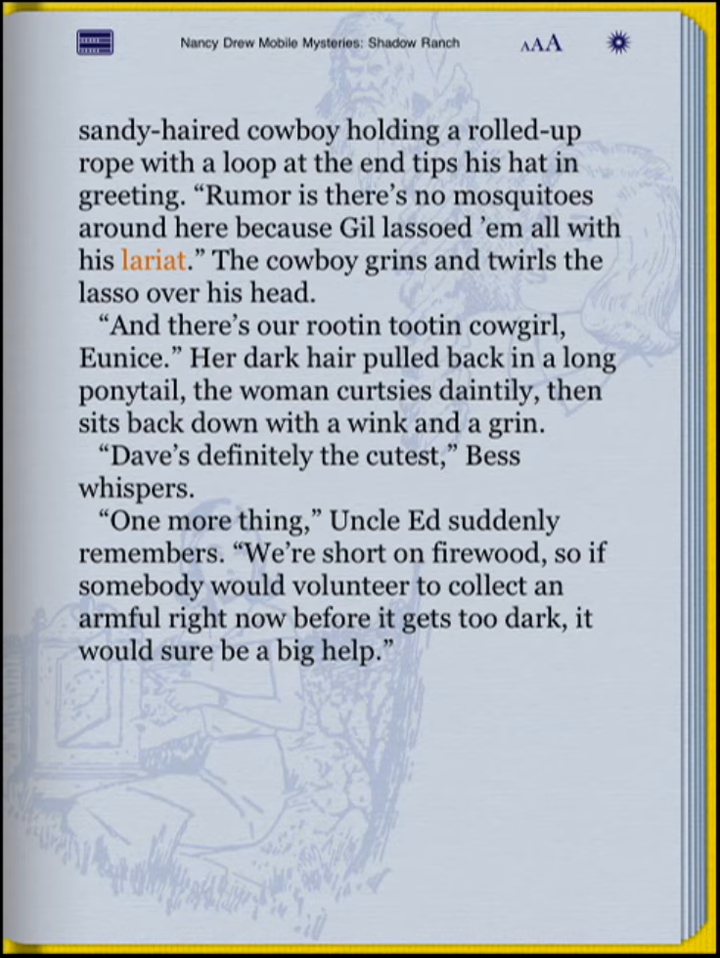 Nancy Drew Mobile Mysteries: Shadow Ranch
AAA
sandy-haired cowboy holding a rolled-up
rope with a loop at the end tips his hat in
greeting. “Rumor is there’s no mosquitoes
around here because Gil lassoed ’em all with
his lariat.” The cowboy grins and twirls the
lasso over his head.
“And there’s our rootin tootin cowgirl,
Eunice.” Her dark hair pulled back in a long
ponytail, the woman curtsies daintily, then
sits back down with a wink and a grin.
“Dave’s definitely the cutest,” Bess
whispers.
“One more thing,” Uncle Ed suddenly
remembers. “We’re short on firewood, so if
somebody would volunteer to collect an
armful right now before it gets too dark, it
would sure be a big help.”